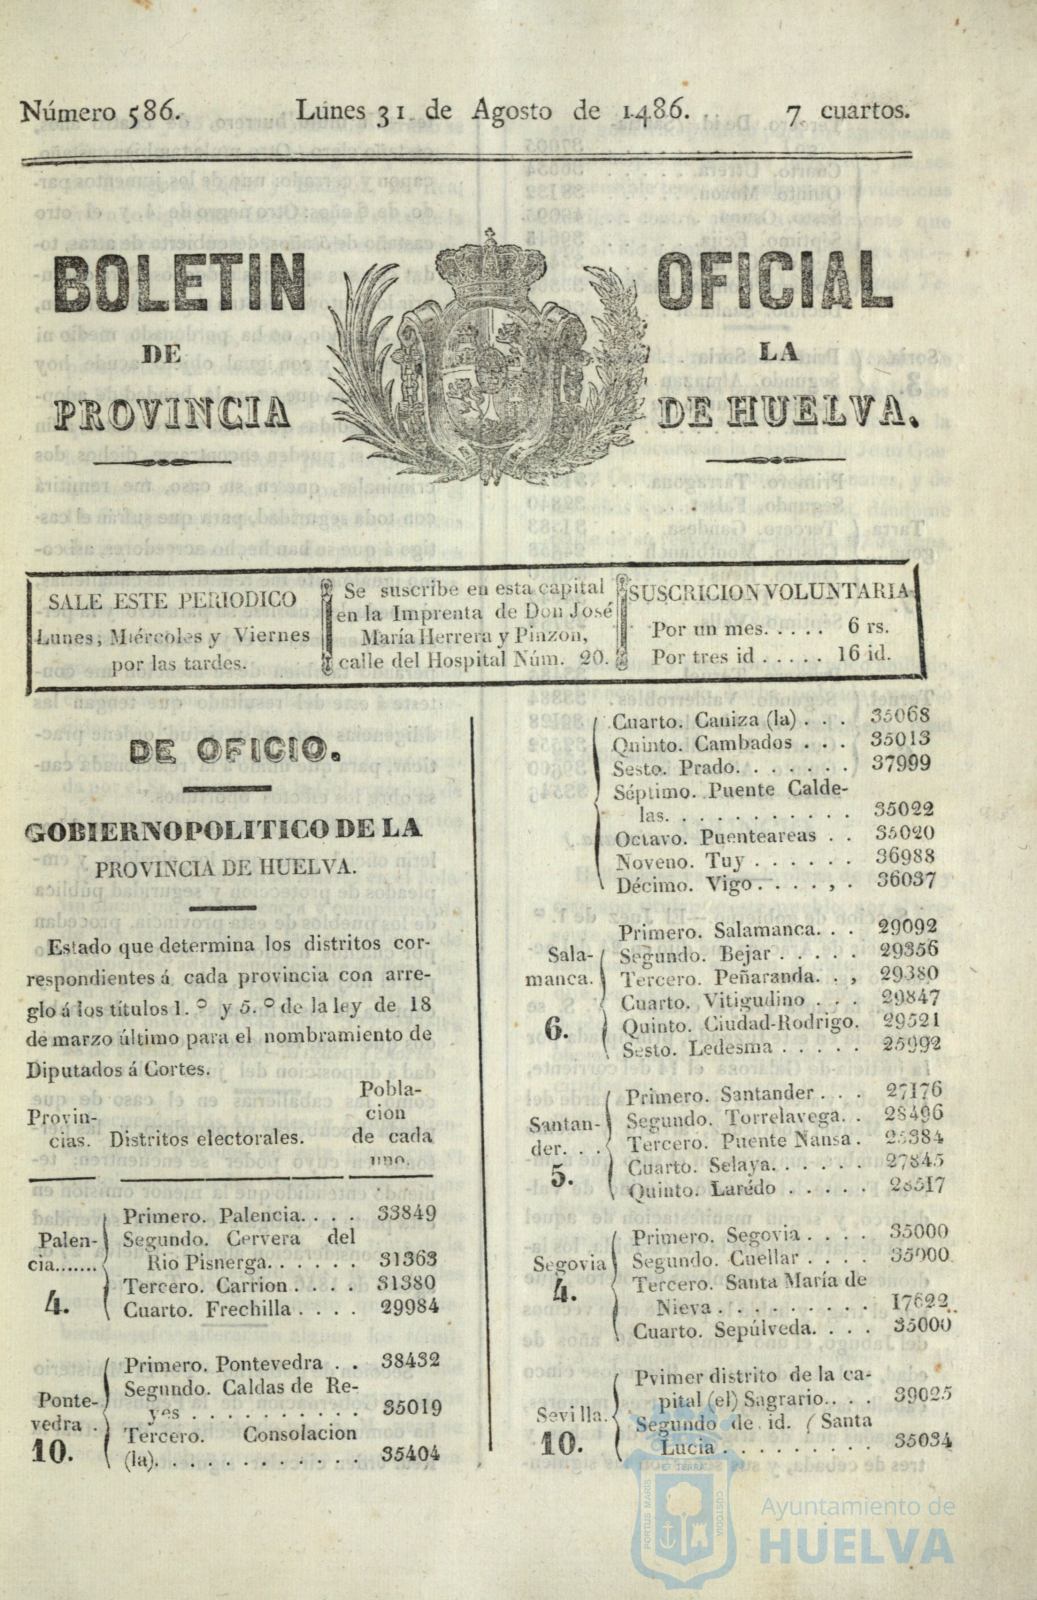 Número 586. Lunes 31 de Agosto de 1486. 7 cuartos.
BOLETIN OFICIAL
DE LA
PROVINCIA DE HUELVA.
SALE ESTE PERIODICO
Lunes, Miércoles y Viernes
por las tardes.
Se suscribe en esta capital
en la Imprenta de Don José
María Herrera y Pinzon,
calle del Hospital Núm. 20.
SUSCRICION VOLUNTARIA
Por un mes. . . . . 6 rs.
Por tres id . . . . . 16 id.
DE OFICIO.
GOBIERNO POLITICO DE LA
PROVINCIA DE HUELVA.
Estado que determina los distritos cor-
respondientes á cada provincia con arre-
glo á los títulos 1.º y 5.º de la ley de 18
de marzo último para el nombramiento de
Diputados á Cortes.
Provin-
cias. Distritos electorales.
Pobla-
cion
de cada
uno.
Palen-
cia.......
4.
Primero. Palencia. . . . 33849
Segundo. Cervera del
Rio Pisnerga. . . . . . 31363
Tercero. Carrion . . . . 31380
Cuarto. Frechilla . . . . 29984
Ponte-
vedra .
10.
Primero. Pontevedra . . 38432
Segundo. Caldas de Re-
yes . . . . . . . . . . 35019
Tercero. Consolacion
(la). . . . . . . . . . . . 35404
Cuarto. Caniza (la) . . . 35068
Quinto. Cambados . . . 35013
Sesto. Prado. . . . . . . 37999
Séptimo. Puente Calde-
las. . . . . . . . . . . 35022
Octavo. Puenteareas . . 35020
Noveno. Tuy . . . . . . 36988
Décimo. Vigo . . . . , . 36037
Sala-
manca.
6.
Primero. Salamanca. . . 29092
Segundo. Bejar . . . . . 29356
Tercero. Peñaranda. . , 29380
Cuarto. Vitigudino . . . 29847
Quinto. Ciudad-Rodrigo. 29521
Sesto. Ledesma . . . . . 25992
Santan-
der. . .
5.
Primero. Santander . . . 27176
Segundo. Torrelavega. . 28496
Tercero. Puente Nansa .
Cuarto. Selaya. . . . . . 27845
Quinto. Larédo . . . . . 28517
Segovia
4.
Primero. Segovia . . . . 35000
Segundo. Cuellar . . . . 35000
Tercero. Santa María de
Nieva . . . . . . . . . 17622
Cuarto. Sepúlveda. . . . 35000
Sevilla.
10.
Pvimer distrito de la ca-
pital (el) Sagrario. . . . 39025
Segundo de id. ( Santa
Lucia . . . . . . . . . 35034
PORTUS MARIS
ET TERRAE
CUSTODIA
Ayuntamiento de
HUELVA